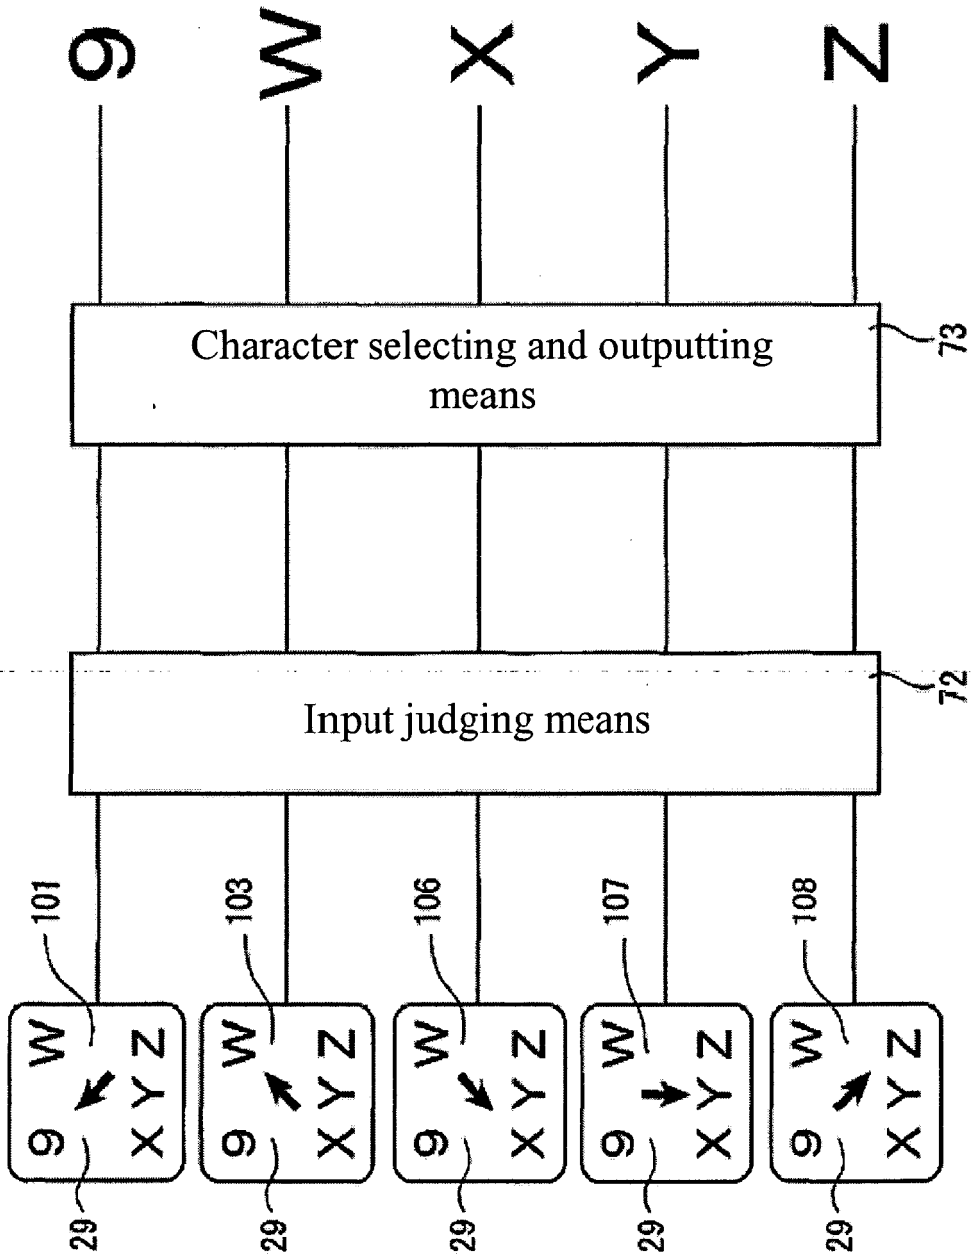 9
W
X
Y
Z
Character selecting and outputting
means
73
Input judging means
72
101
103
106
107
108
9 W
X Y Z
9 W
X Y Z
9 W
X Y Z
9 W
X Y Z
9 W
X Y Z
29
29
29
29
29